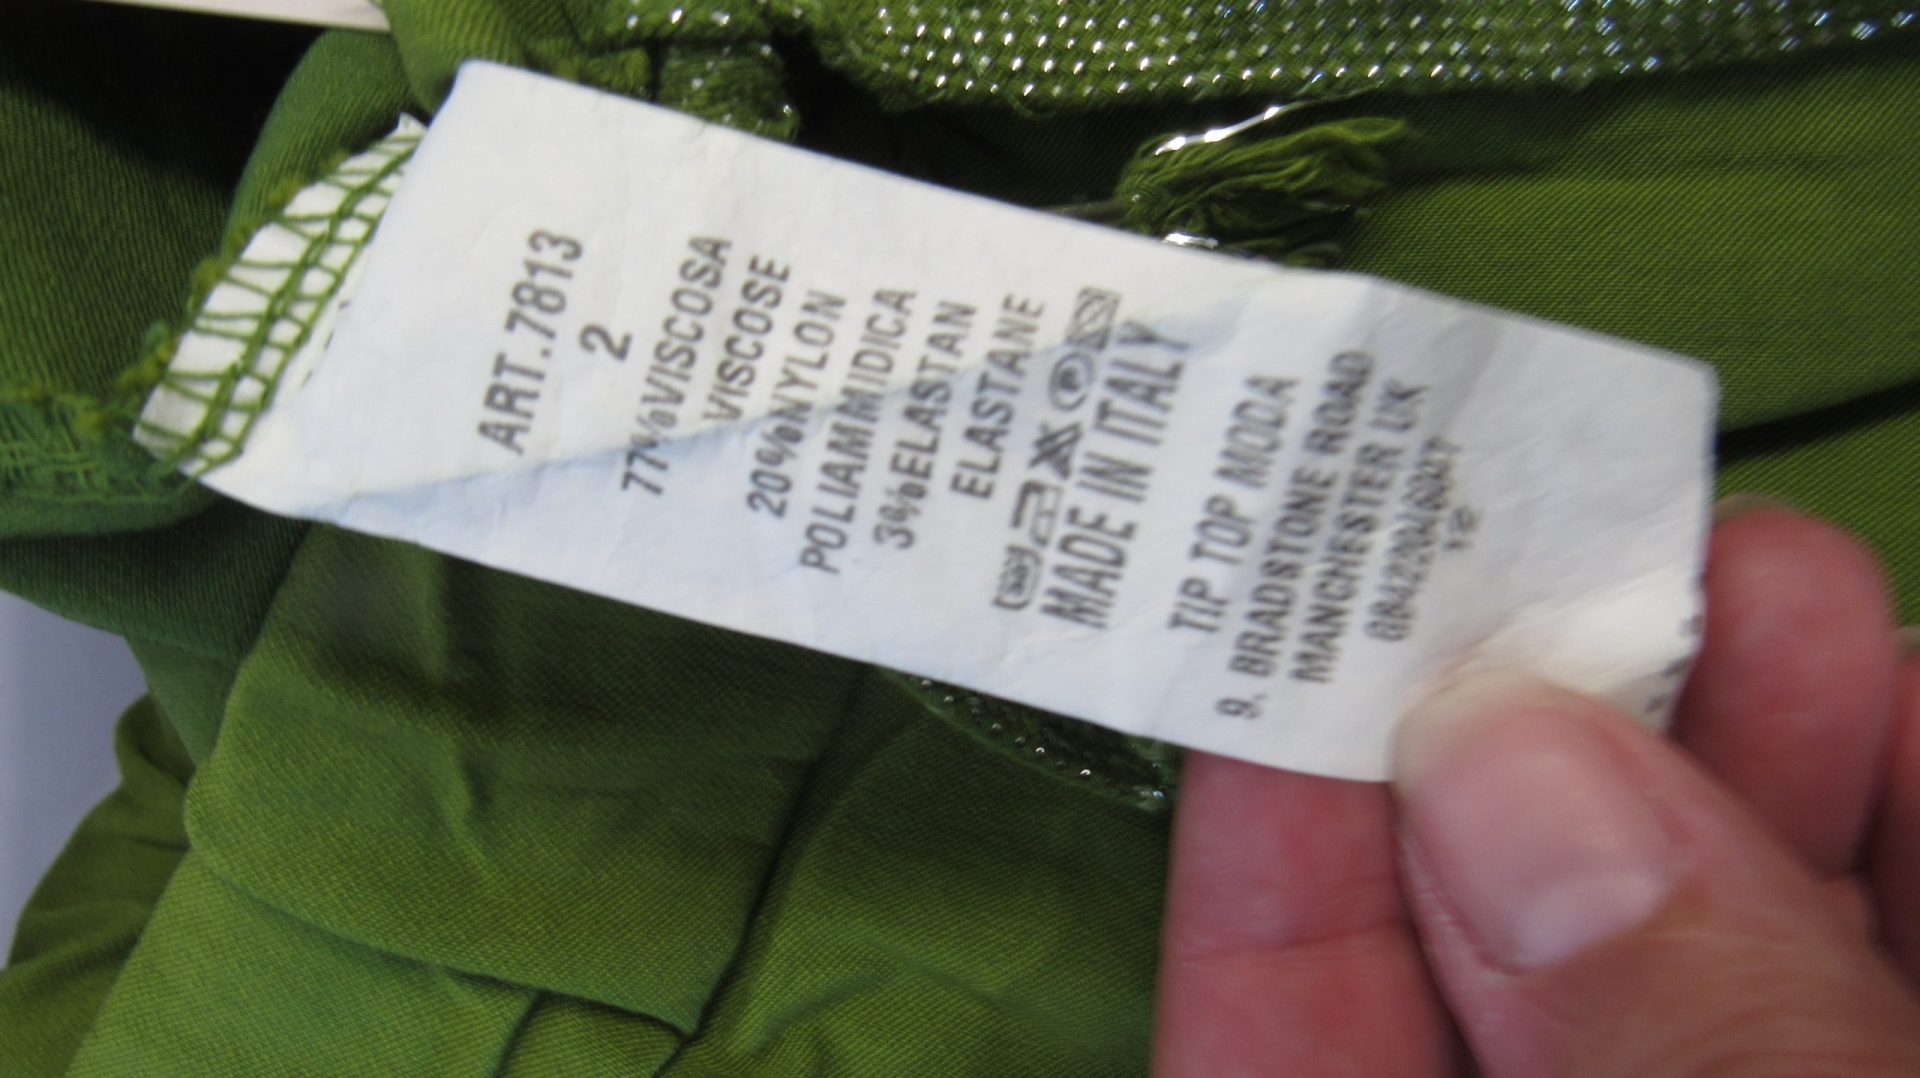 ART.7813
2
77%VISCOSA
VISCOSE
20%NYLON
POLIAMMIDICA
3%ELASTAN
ELASTANE
MADE IN ITALY
TIP TOP MODA
9. BRADSTONE ROAD
MANCHESTER UK